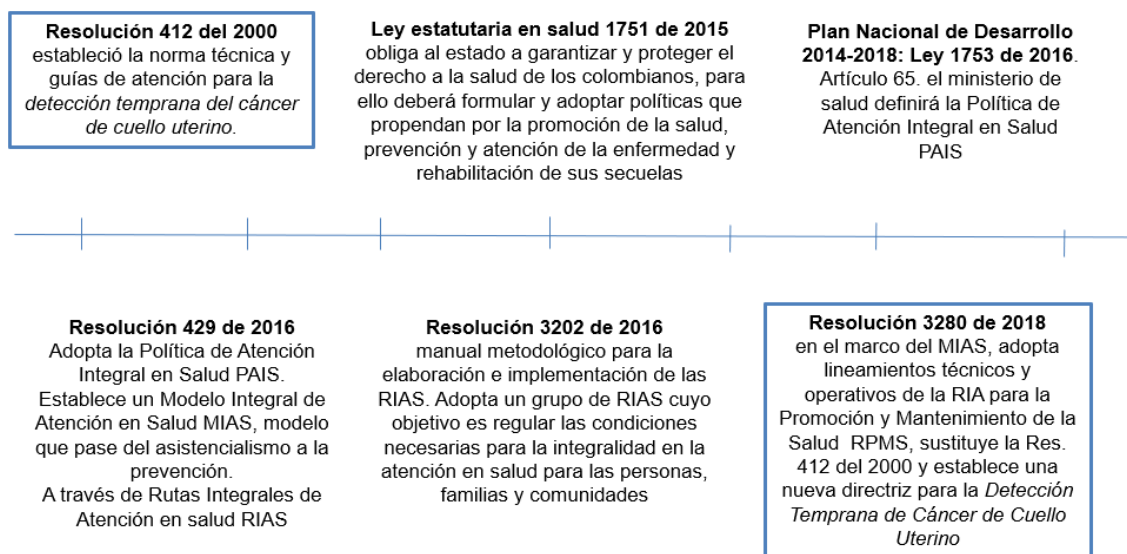 Resolución 412 del 2000
estableció la norma técnica y
guías de atención para la
detección temprana del cáncer
de cuello uterino.
Ley estatutaria en salud 1751 de 2015
obliga al estado a garantizar y proteger el
derecho a la salud de los colombianos, para
ello deberá formular y adoptar políticas que
propendan por la promoción de la salud,
prevención y atención de la enfermedad y
rehabilitación de sus secuelas
Plan Nacional de Desarrollo
2014-2018: Ley 1753 de 2016.
Artículo 65. el ministerio de
salud definirá la Política de
Atención Integral en Salud
PAIS
Resolución 429 de 2016
Adopta la Política de Atención
Integral en Salud PAIS.
Establece un Modelo Integral de
Atención en Salud MIAS, modelo
que pase del asistencialismo a la
prevención.
A través de Rutas Integrales de
Atención en salud RIAS
Resolución 3202 de 2016
manual metodológico para la
elaboración e implementación de las
RIAS. Adopta un grupo de RIAS cuyo
objetivo es regular las condiciones
necesarias para la integralidad en la
atención en salud para las personas,
familias y comunidades
Resolución 3280 de 2018
en el marco del MIAS, adopta
lineamientos técnicos y
operativos de la RIA para la
Promoción y Mantenimiento de la
Salud RPMS, sustituye la Res.
412 del 2000 y establece una
nueva directriz para la Detección
Temprana de Cáncer de Cuello
Uterino